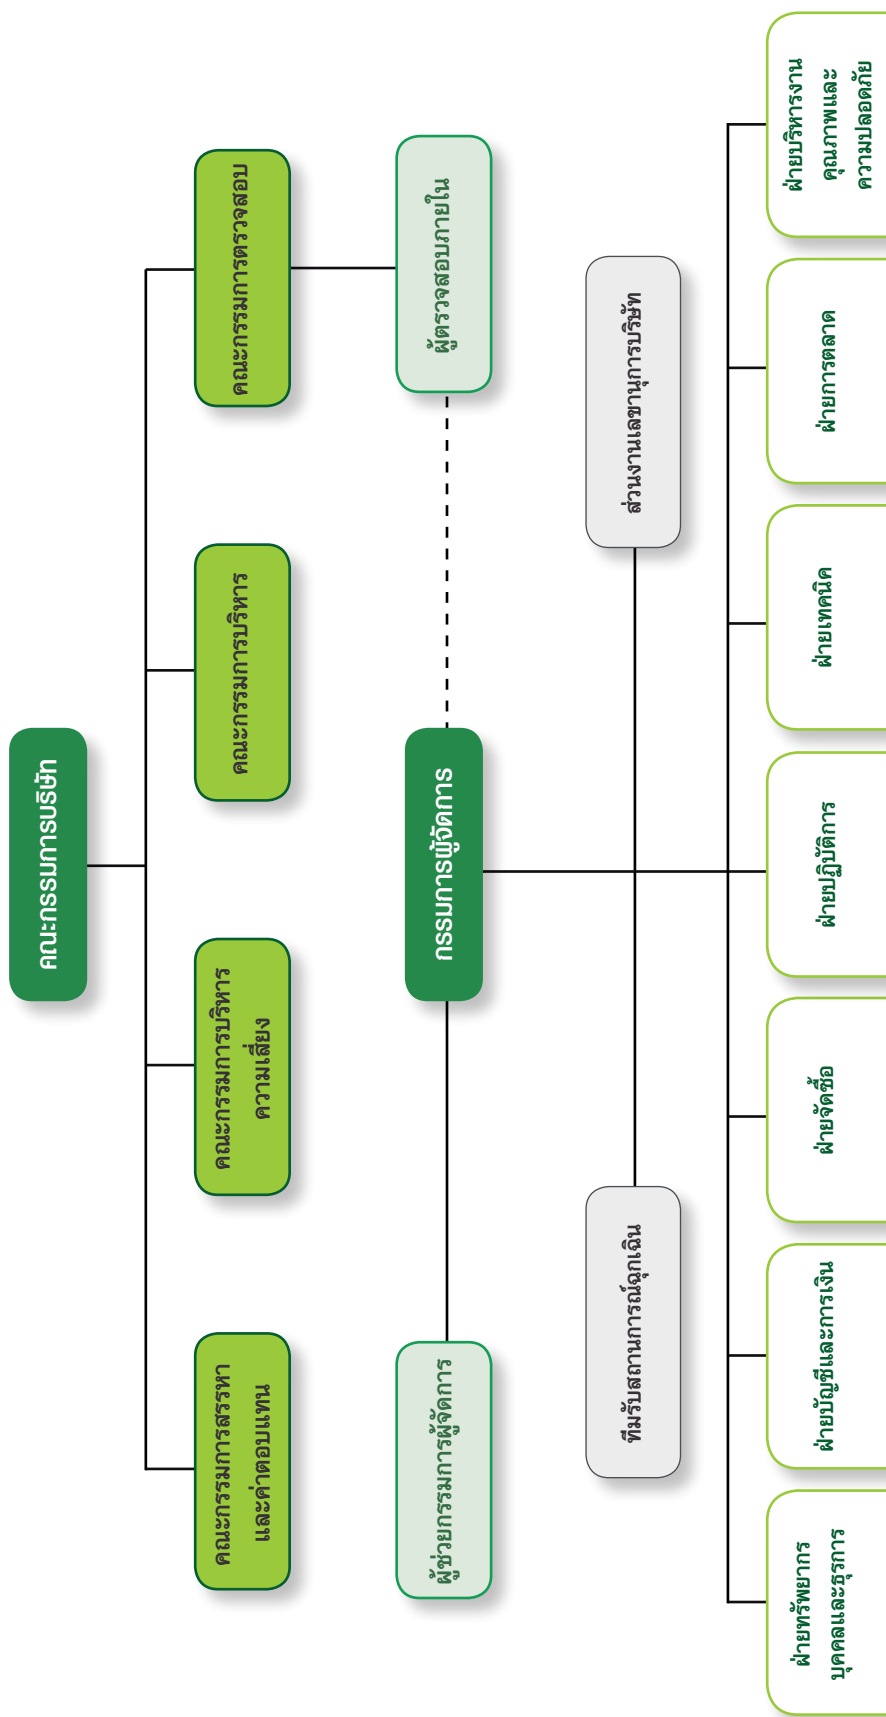 คณะกรรมการบริษัท
คณะกรรมการสรรหา
และค่าตอบแทน
คณะกรรมการบริหาร
ความเสี่ยง
คณะกรรมการบริหาร
คณะกรรมการตรวจสอบ
ผู้ช่วยกรรมการผู้จัดการ
กรรมการผู้จัดการ
ผู้ตรวจสอบภายใน
ทีมรับสถานการณ์ฉุกเฉิน
ส่วนงานเลขานุการบริษัท
ฝ่ายทรัพยากร
บุคคลและธุรการ
ฝ่ายบัญชีและการเงิน
ฝ่ายจัดซื้อ
ฝ่ายปฏิบัติการ
ฝ่ายเทคนิค
ฝ่ายการตลาด
ฝ่ายบริหารงาน
คุณภาพและ
ความปลอดภัย